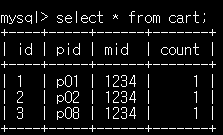 mysql> select * from cart;
+----+-----+------+-------+
| id | pid | mid | count |
+----+-----+------+-------+
| 1 | p01 | 1234 | 1 |
| 2 | p02 | 1234 | 1 |
| 3 | p08 | 1234 | 1 |
+----+-----+------+-------+